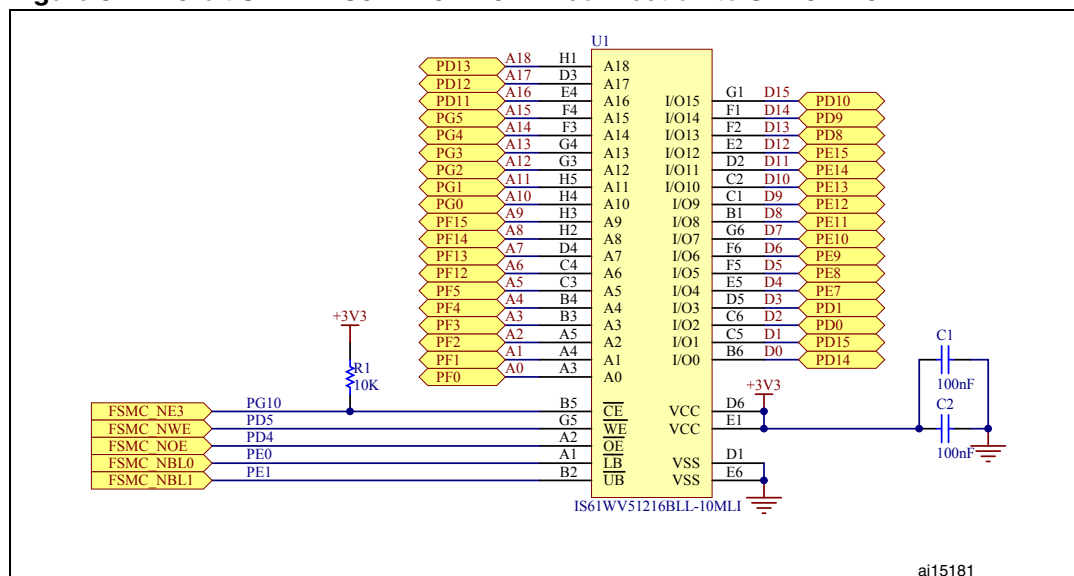 U1
PD13 A18 H1 A18
PD12 A17 D3 A17
PD11 A16 E4 A16 I/O15 G1 D15 PD10
PG5 A15 F4 A15 I/O14 F1 D14 PD9
PG4 A14 F3 A14 I/O13 F2 D13 PD8
PG3 A13 G4 A13 I/O12 E2 D12 PE15
PG2 A12 G3 A12 I/O11 D2 D11 PE14
PG1 A11 H5 A11 I/O10 C2 D10 PE13
PG0 A10 H4 A10 I/O9 C1 D9 PE12
PF15 A9 H3 A9 I/O8 B1 D8 PE11
PF14 A8 H2 A8 I/O7 G6 D7 PE10
PF13 A7 D4 A7 I/O6 F6 D6 PE9
PF12 A6 C4 A6 I/O5 F5 D5 PE8
PF5 A5 C3 A5 I/O4 E5 D4 PE7
PF4 A4 B4 A4 I/O3 D5 D3 PD1
PF3 A3 B3 A3 I/O2 C6 D2 PD0
PF2 A2 A5 A2 I/O1 C5 D1 PD15
PF1 A1 A4 A1 I/O0 B6 D0 PD14
PF0 A0 A3 A0
+3V3
R1
10K
+3V3
C1
100nF
C2
100nF
FSMC_NE3 PG10 B5 CE VCC D6
FSMC_NWE PD5 G5 WE VCC E1
FSMC_NOE PD4 A2 OE
FSMC_NBL0 PE0 A1 LB VSS D1
FSMC_NBL1 PE1 B2 UB VSS E6
IS61WV51216BLL-10MLI
ai15181